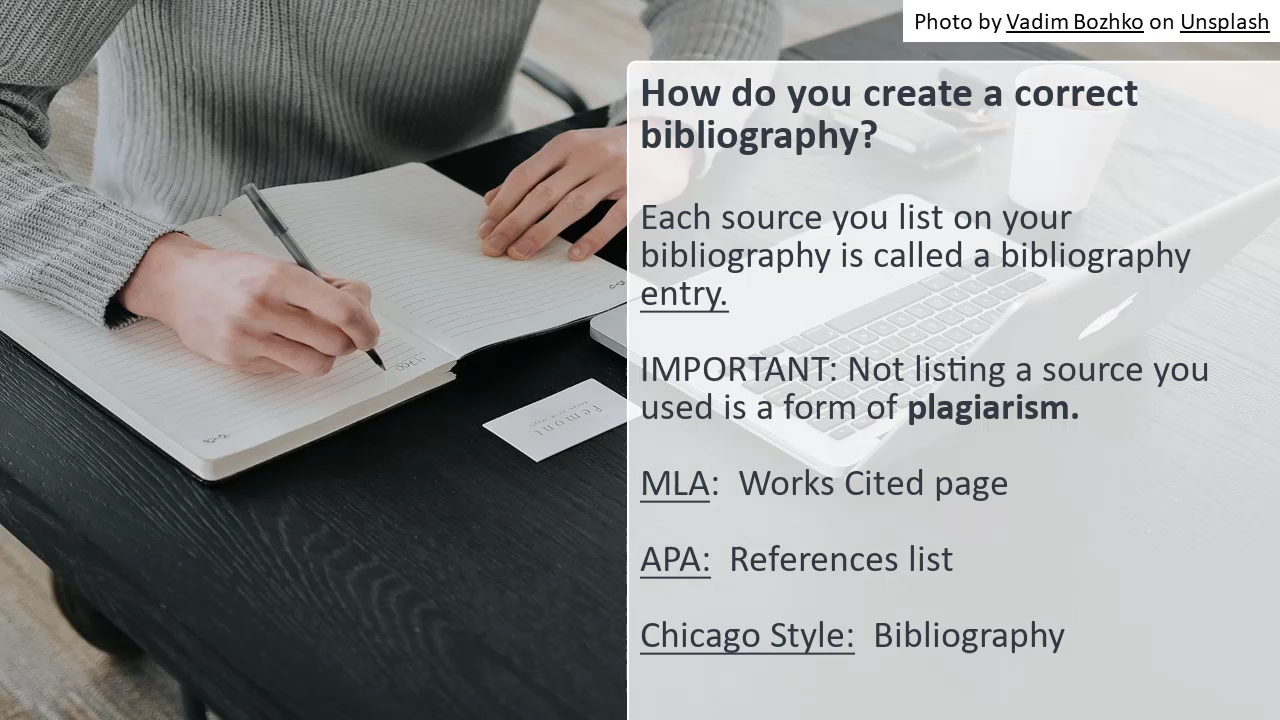 Photo by Vadim Bozhko on Unsplash
How do you create a correct
bibliography?
Each source you list on your
bibliography is called a bibliography
entry.
IMPORTANT: Not listing a source you
used is a form of plagiarism.
MLA: Works Cited page
APA: References list
Chicago Style: Bibliography
Femont